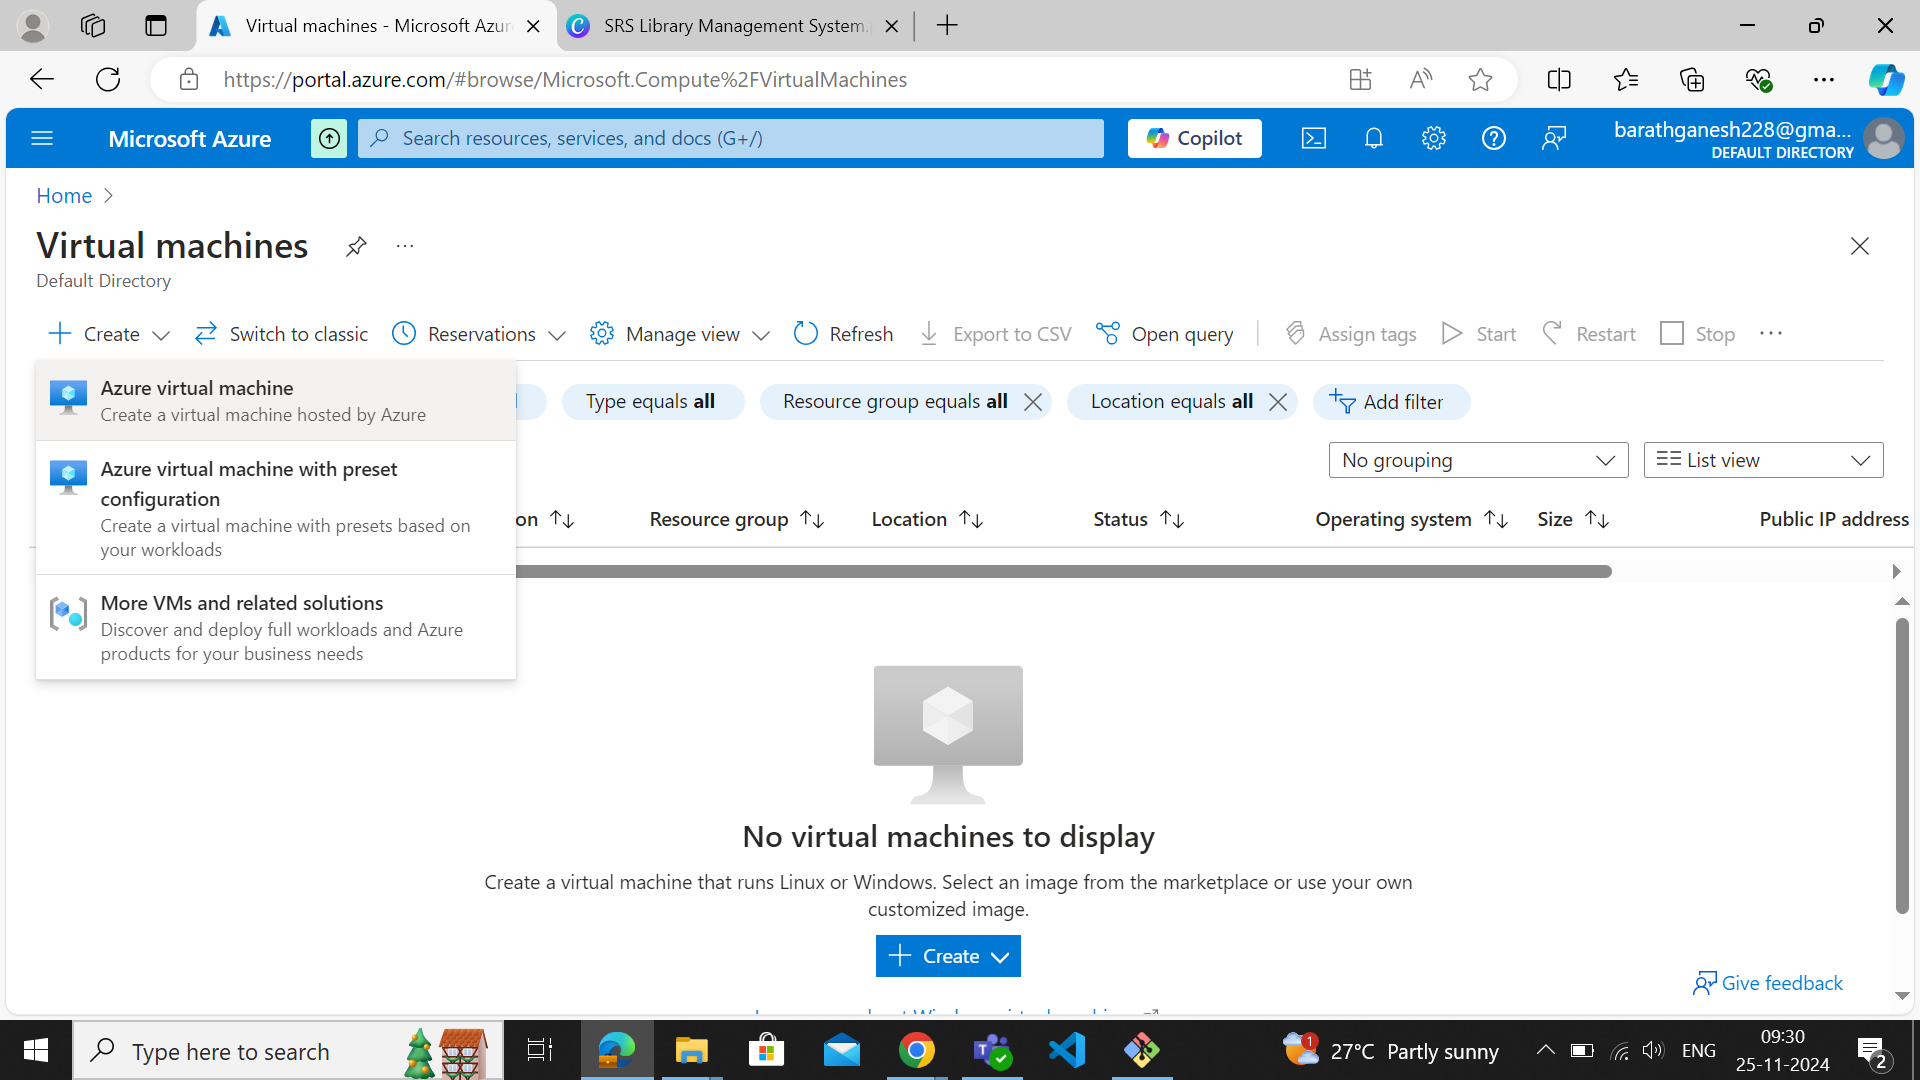 Virtual machines - Microsoft Azur
SRS Library Management System.
https://portal.azure.com/#browse/Microsoft.Compute%2FVirtualMachines
Microsoft Azure
Search resources, services, and docs (G+/)
Copilot
barathganesh228@gma...
DEFAULT DIRECTORY
Home
Virtual machines
Default Directory
Create
Switch to classic
Reservations
Manage view
Refresh
Export to CSV
Open query
Assign tags
Start
Restart
Stop
Azure virtual machine
Create a virtual machine hosted by Azure
Azure virtual machine with preset
configuration
Create a virtual machine with presets based on
your workloads
More VMs and related solutions
Discover and deploy full workloads and Azure
products for your business needs
Type equals all
Resource group equals all
Location equals all
Add filter
No grouping
List view
on
Resource group
Location
Status
Operating system
Size
Public IP address
No virtual machines to display
Create a virtual machine that runs Linux or Windows. Select an image from the marketplace or use your own
customized image.
Create
Give feedback
Type here to search
1
27°C Partly sunny
ENG
09:30
25-11-2024
2